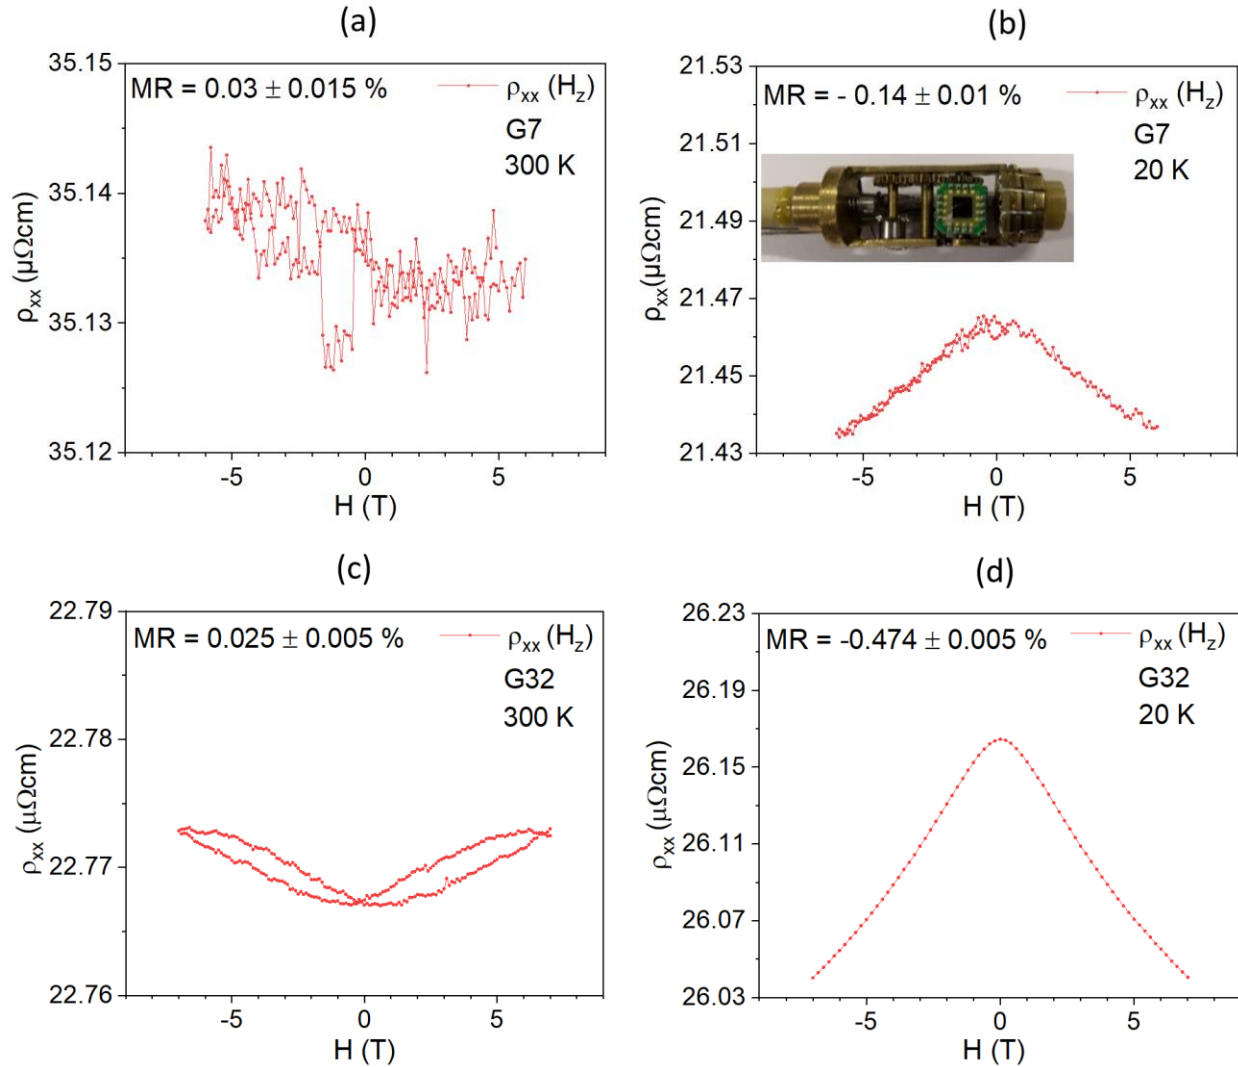 (a)
35.15
35.14
35.13
35.12
ρxx (μΩcm)
MR = 0.03 ± 0.015 %
ρxx (Hz)
G7
300 K
-5 0 5
H (T)
(b)
21.53
21.51
21.49
21.47
21.45
21.43
ρxx(μΩcm)
MR = - 0.14 ± 0.01 %
ρxx (Hz)
G7
20 K
-5 0 5
H (T)
(c)
22.79
22.78
22.77
22.76
ρxx (μΩcm)
MR = 0.025 ± 0.005 %
ρxx (Hz)
G32
300 K
-5 0 5
H (T)
(d)
26.23
26.19
26.15
26.11
26.07
26.03
ρxx (μΩcm)
MR = -0.474 ± 0.005 %
ρxx (Hz)
G32
20 K
-5 0 5
H (T)